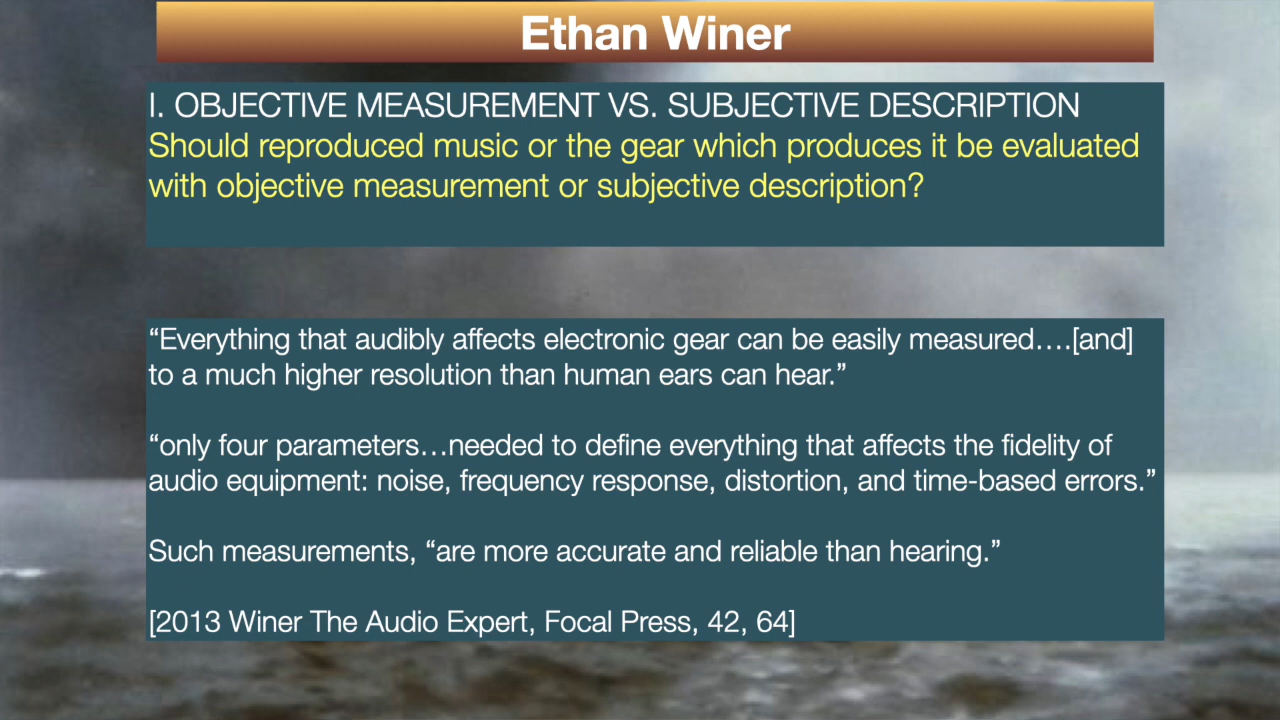 Ethan Winer
I. OBJECTIVE MEASUREMENT VS. SUBJECTIVE DESCRIPTION
Should reproduced music or the gear which produces it be evaluated
with objective measurement or subjective description?
“Everything that audibly affects electronic gear can be easily measured….[and]
to a much higher resolution than human ears can hear.”
“only four parameters…needed to define everything that affects the fidelity of
audio equipment: noise, frequency response, distortion, and time-based errors.”
Such measurements, “are more accurate and reliable than hearing.”
[2013 Winer The Audio Expert, Focal Press, 42, 64]